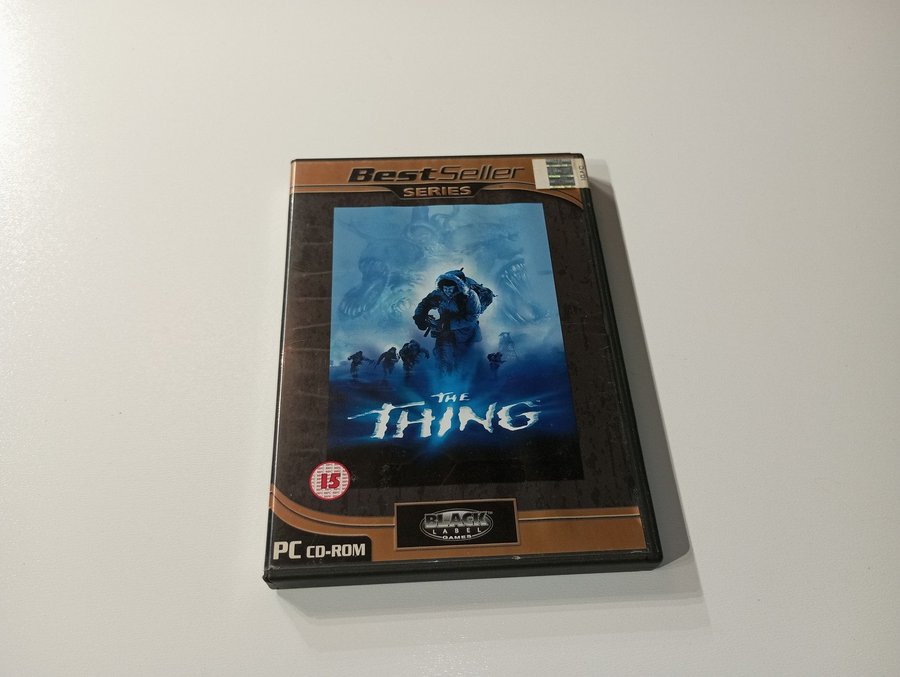 BestSeller
SERIES
THE
THING
15
BLACK
LABEL
GAMES
PC CD-ROM